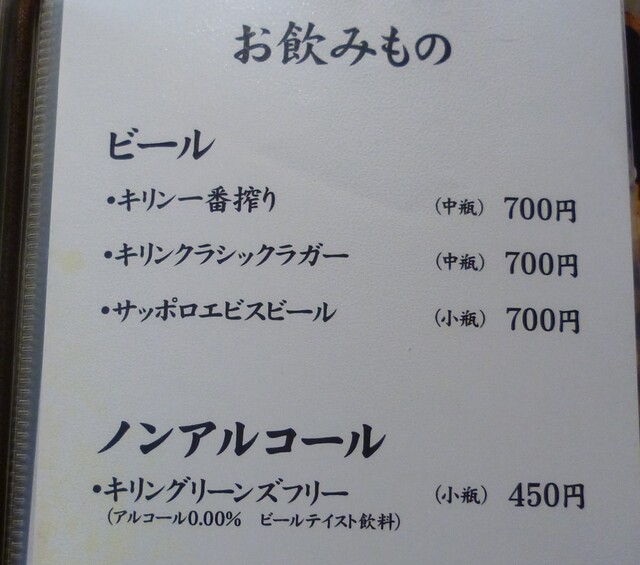 お飲みもの
ビール
・キリン一番搾り （中瓶） 700円
・キリンクラシックラガー （中瓶） 700円
・サッポロエビスビール （小瓶） 700円
ノンアルコール
・キリングリーンズフリー （小瓶） 450円
（アルコール0.00% ビールテイスト飲料）